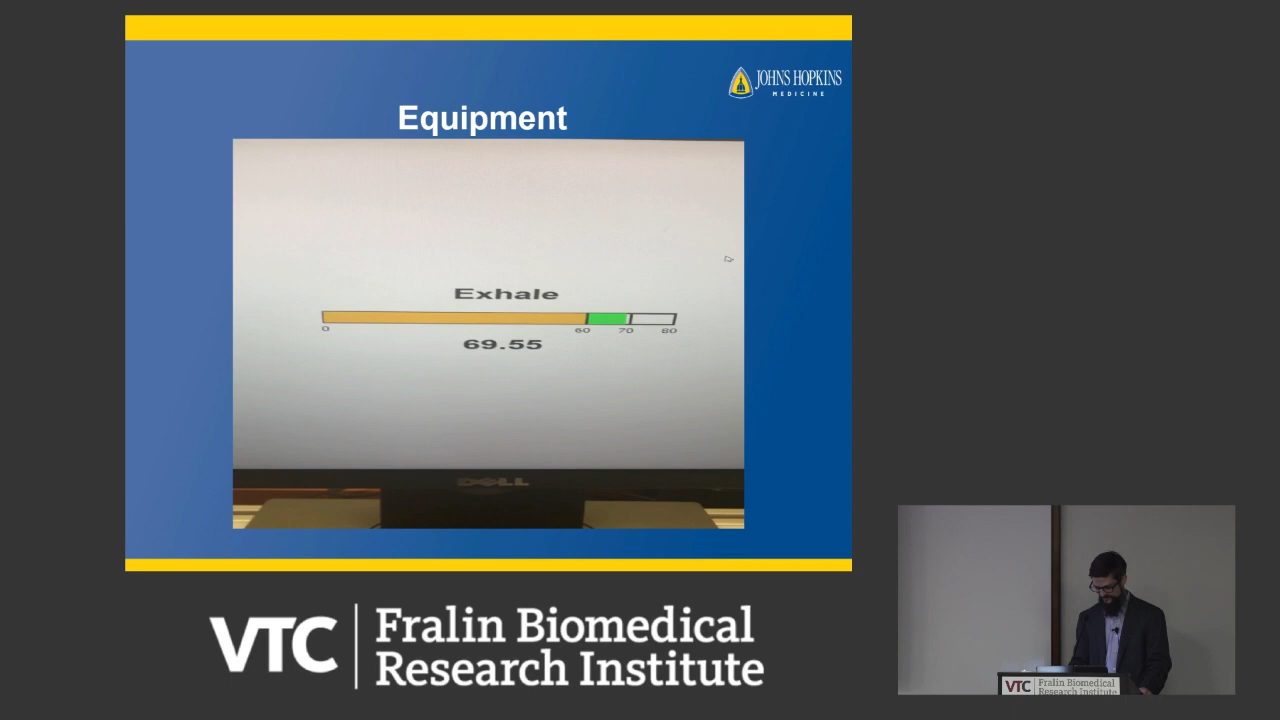 JOHNS HOPKINS
MEDICINE
Equipment
Exhale
0 60 70 80
69.55
DELL
VTC
Fralin Biomedical
Research Institute
VTC
Fralin Biomedical
Research Institute